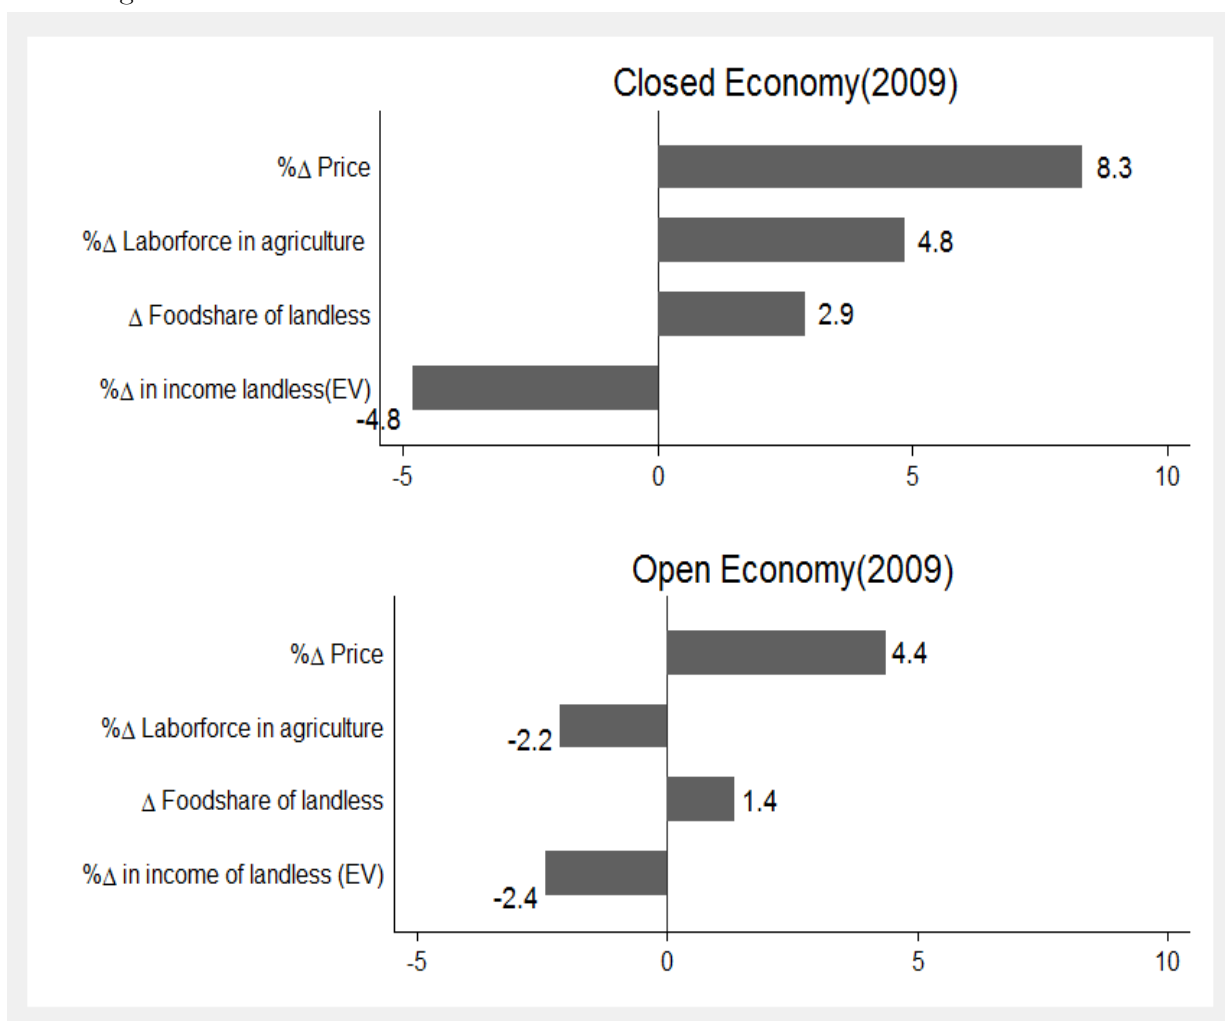 Closed Economy(2009)
%Δ Price
8.3
%Δ Laborforce in agriculture
4.8
Δ Foodshare of landless
2.9
%Δ in income landless(EV)
-4.8
-5 0 5 10
Open Economy(2009)
%Δ Price
4.4
%Δ Laborforce in agriculture
-2.2
Δ Foodshare of landless
1.4
%Δ in income of landless (EV)
-2.4
-5 0 5 10